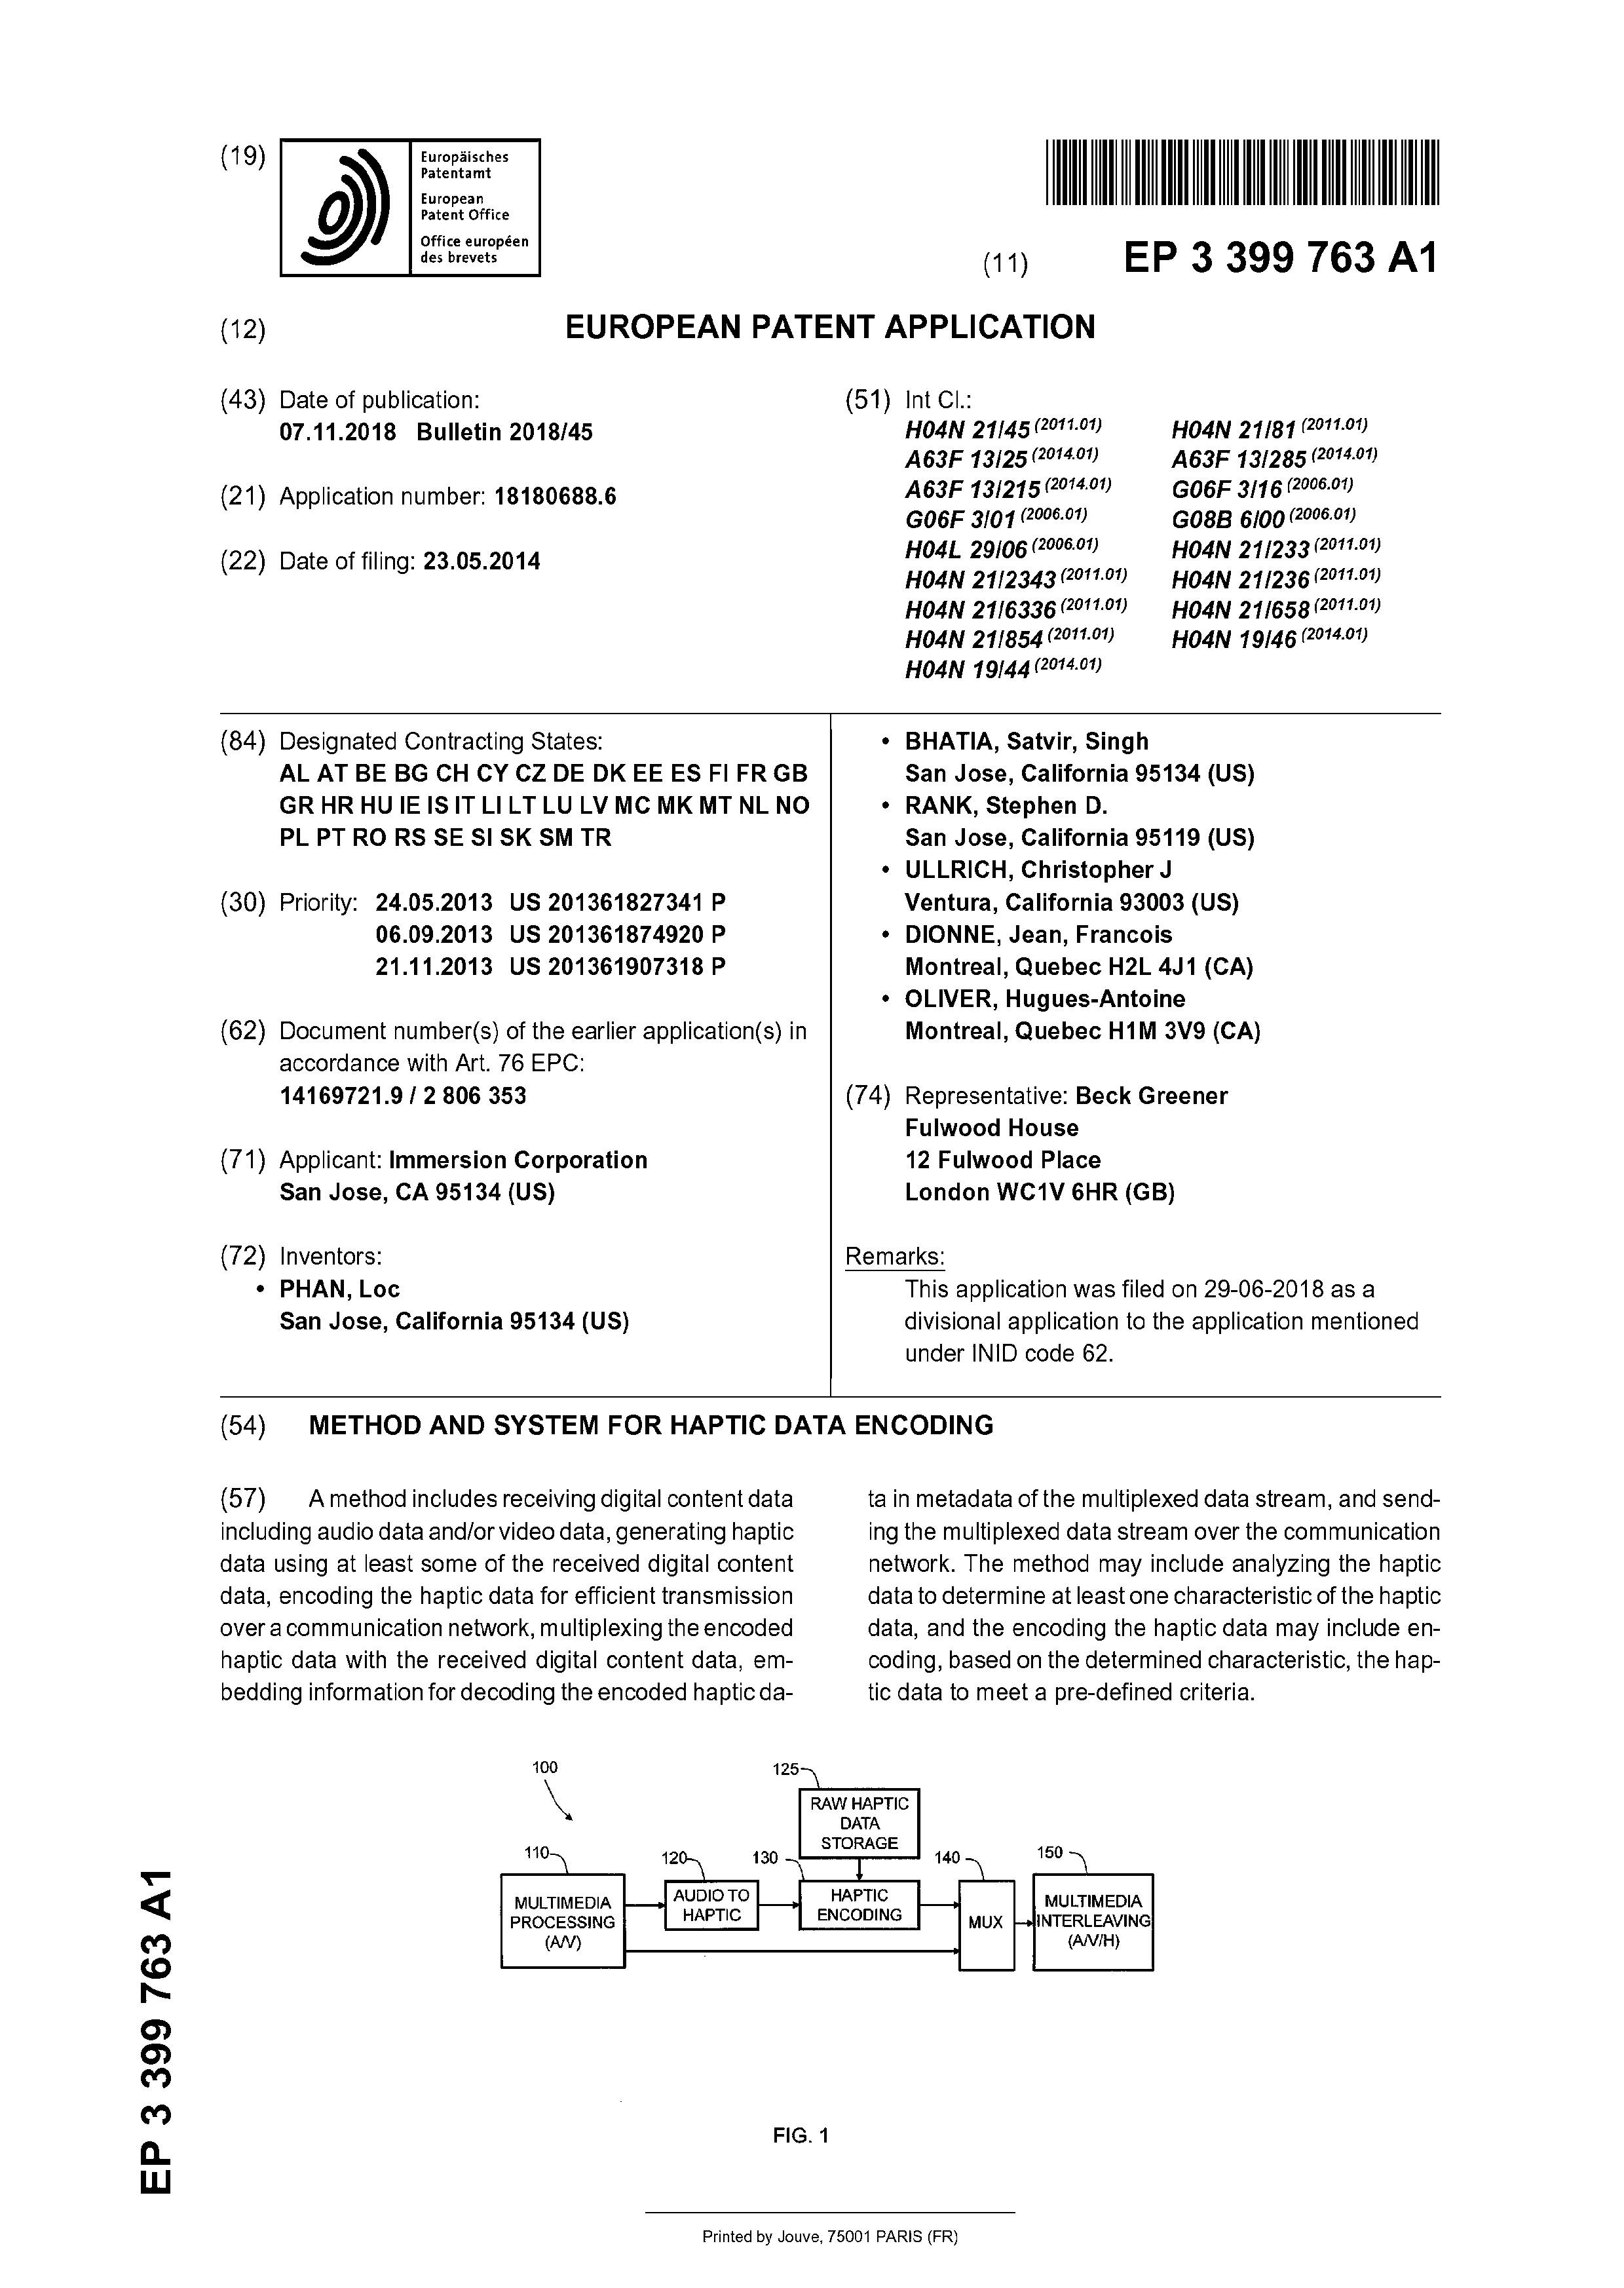 (19)
Europäisches
Patentamt
European
Patent Office
Office européen
des brevets
(11) EP 3 399 763 A1
(12) EUROPEAN PATENT APPLICATION
(43) Date of publication:
07.11.2018 Bulletin 2018/45
(21) Application number: 18180688.6
(22) Date of filing: 23.05.2014
(51) Int Cl.:
H04N 21/45 (2011.01) H04N 21/81 (2011.01)
A63F 13/25 (2014.01) A63F 13/285 (2014.01)
A63F 13/215 (2014.01) G06F 3/16 (2006.01)
G06F 3/01 (2006.01) G08B 6/00 (2006.01)
H04L 29/06 (2006.01) H04N 21/233 (2011.01)
H04N 21/2343 (2011.01) H04N 21/236 (2011.01)
H04N 21/6336 (2011.01) H04N 21/658 (2011.01)
H04N 21/854 (2011.01) H04N 19/46 (2014.01)
H04N 19/44 (2014.01)
(84) Designated Contracting States:
AL AT BE BG CH CY CZ DE DK EE ES FI FR GB
GR HR HU IE IS IT LI LT LU LV MC MK MT NL NO
PL PT RO RS SE SI SK SM TR
(30) Priority: 24.05.2013 US 201361827341 P
06.09.2013 US 201361874920 P
21.11.2013 US 201361907318 P
(62) Document number(s) of the earlier application(s) in
accordance with Art. 76 EPC:
14169721.9 / 2 806 353
(71) Applicant: Immersion Corporation
San Jose, CA 95134 (US)
(72) Inventors:
• PHAN, Loc
San Jose, California 95134 (US)
• BHATIA, Satvir, Singh
San Jose, California 95134 (US)
• RANK, Stephen D.
San Jose, California 95119 (US)
• ULLRICH, Christopher J
Ventura, California 93003 (US)
• DIONNE, Jean, Francois
Montreal, Quebec H2L 4J1 (CA)
• OLIVER, Hugues-Antoine
Montreal, Quebec H1M 3V9 (CA)
(74) Representative: Beck Greener
Fulwood House
12 Fulwood Place
London WC1V 6HR (GB)
Remarks:
This application was filed on 29-06-2018 as a
divisional application to the application mentioned
under INID code 62.
(54) METHOD AND SYSTEM FOR HAPTIC DATA ENCODING
(57) A method includes receiving digital content data
including audio data and/or video data, generating haptic
data using at least some of the received digital content
data, encoding the haptic data for efficient transmission
over a communication network, multiplexing the encoded
haptic data with the received digital content data, em-
bedding information for decoding the encoded haptic da-
ta in metadata of the multiplexed data stream, and send-
ing the multiplexed data stream over the communication
network. The method may include analyzing the haptic
data to determine at least one characteristic of the haptic
data, and the encoding the haptic data may include en-
coding, based on the determined characteristic, the hap-
tic data to meet a pre-defined criteria.
100
125
RAW HAPTIC
DATA
STORAGE
110
120
130
140
150
MULTIMEDIA
PROCESSING
(A/V)
AUDIO TO
HAPTIC
HAPTIC
ENCODING
MUX
MULTIMEDIA
INTERLEAVING
(A/V/H)
FIG. 1
EP 3 399 763 A1
Printed by Jouve, 75001 PARIS (FR)